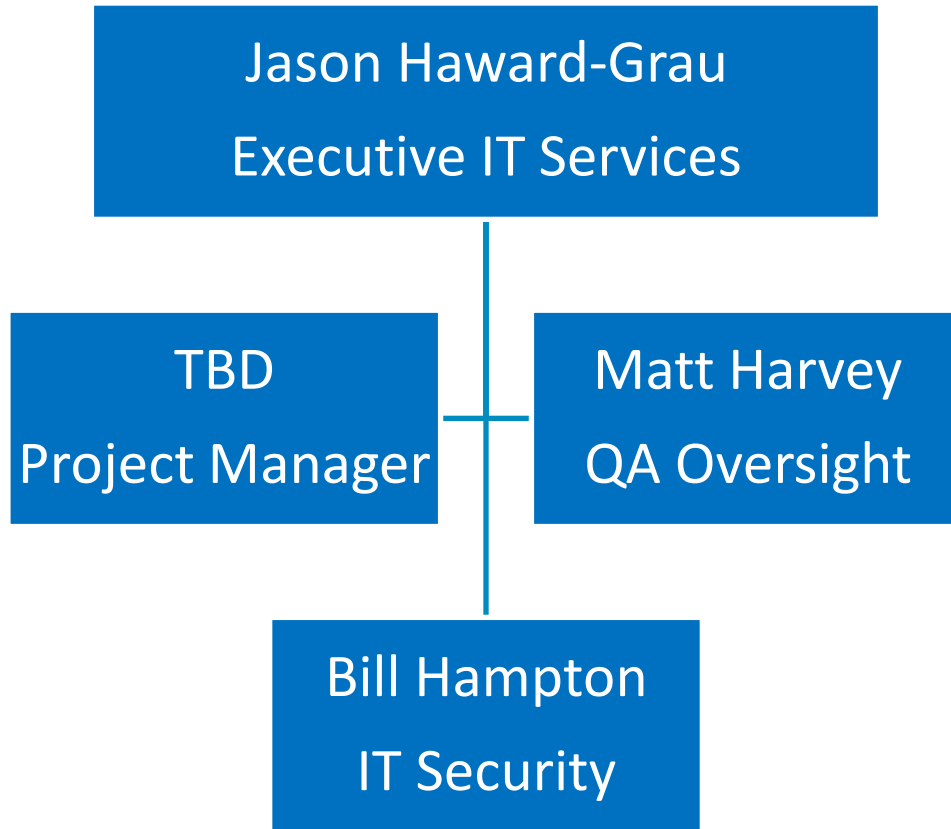 Jason Haward-Grau
Executive IT Services
TBD
Project Manager
Matt Harvey
QA Oversight
Bill Hampton
IT Security